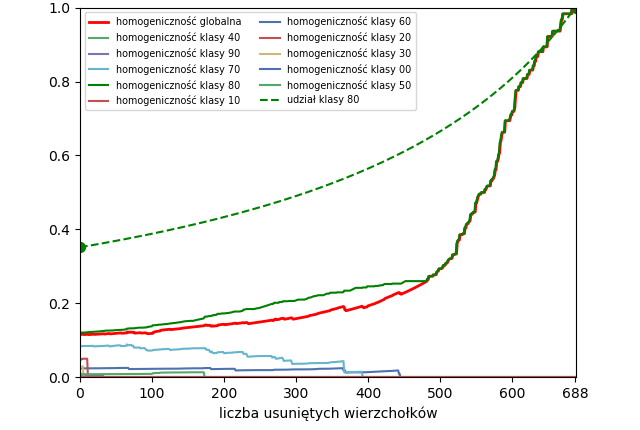 1.0
0.8
0.6
0.4
0.2
0.0
homogeniczność globalna
homogeniczność klasy 40
homogeniczność klasy 90
homogeniczność klasy 70
homogeniczność klasy 80
homogeniczność klasy 10
homogeniczność klasy 60
homogeniczność klasy 20
homogeniczność klasy 30
homogeniczność klasy 00
homogeniczność klasy 50
udział klasy 80
0 100 200 300 400 500 600 688
liczba usuniętych wierzchołków